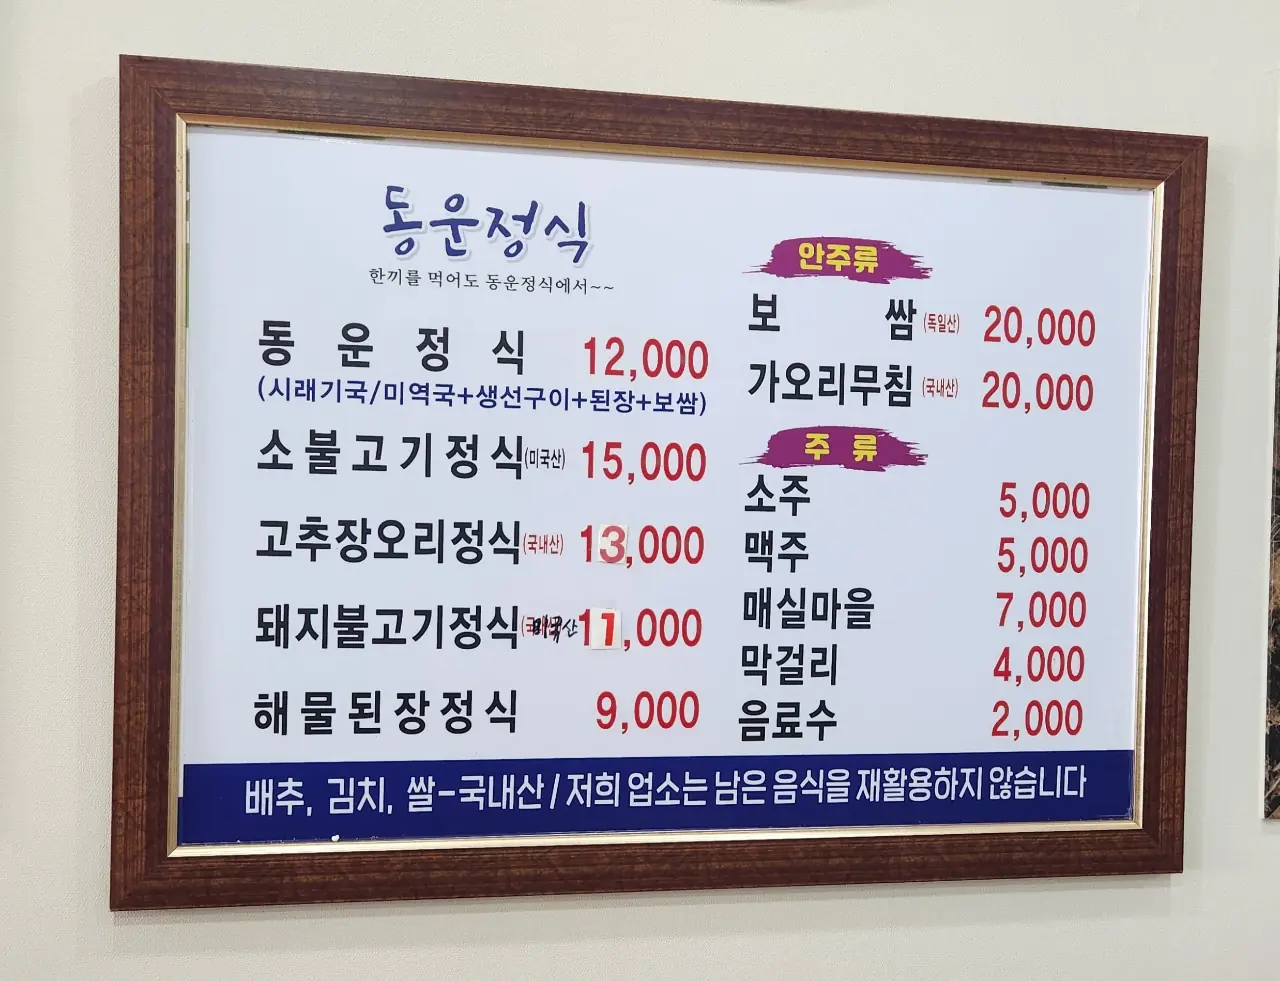 동운정식
한끼를 먹어도 동운정식에서~~
동운정식 12,000
(시래기국/미역국+생선구이+된장+보쌈)
소불고기정식(미국산) 15,000
고추장오리정식(국내산) 13,000
돼지불고기정식(미국산 11,000
해물된장정식 9,000
안주류
보쌈(독일산) 20,000
가오리무침(국내산) 20,000
주류
소주 5,000
맥주 5,000
매실마을 7,000
막걸리 4,000
음료수 2,000
배추, 김치, 쌀-국내산 / 저희 업소는 남은 음식을 재활용하지 않습니다